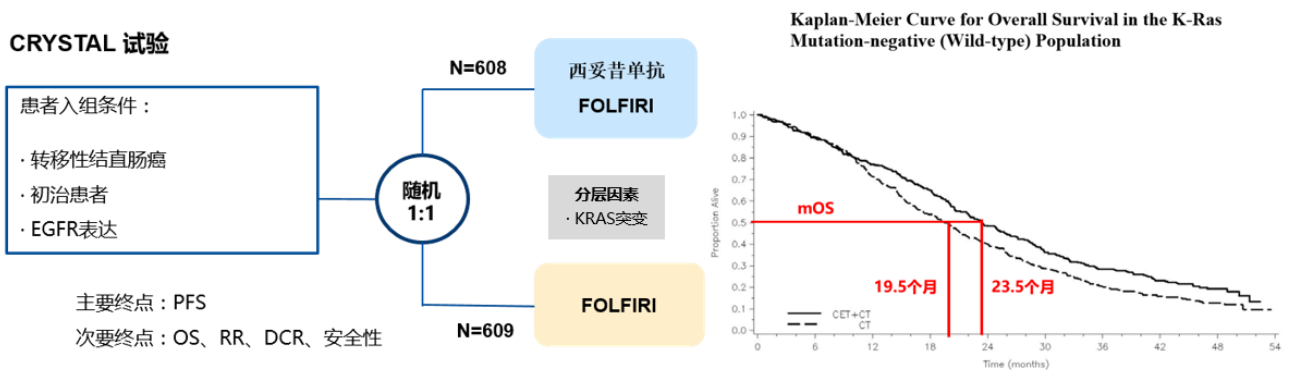 CRYSTAL 试验
患者入组条件：
· 转移性结直肠癌
· 初治患者
· EGFR表达
主要终点：PFS
次要终点：OS、RR、DCR、安全性
随机
1:1
N=608
西妥昔单抗
FOLFIRI
分层因素
· KRAS突变
FOLFIRI
N=609
Kaplan-Meier Curve for Overall Survival in the K-Ras
Mutation-negative (Wild-type) Population
Proportion Alive
1.0
0.9
0.8
0.7
0.6
0.5
0.4
0.3
0.2
0.1
0.0
mOS
19.5个月
23.5个月
CET+CT
CT
0 6 12 18 24 30 36 42 48 54
Time (months)